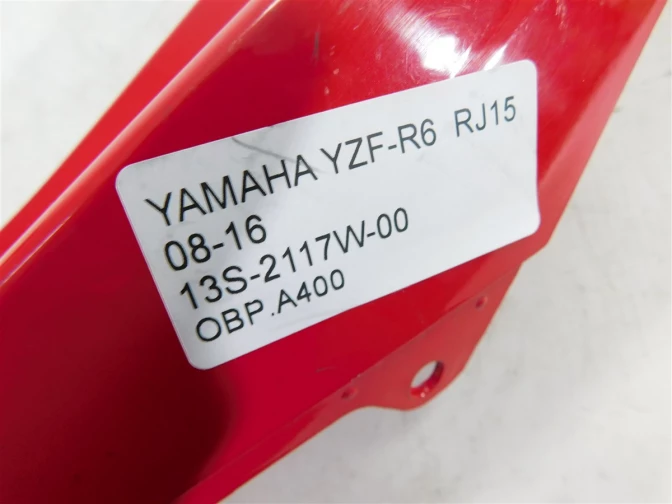 YAMAHA YZF-R6 RJ15
08-16
13S-2117W-00
OBP.A400